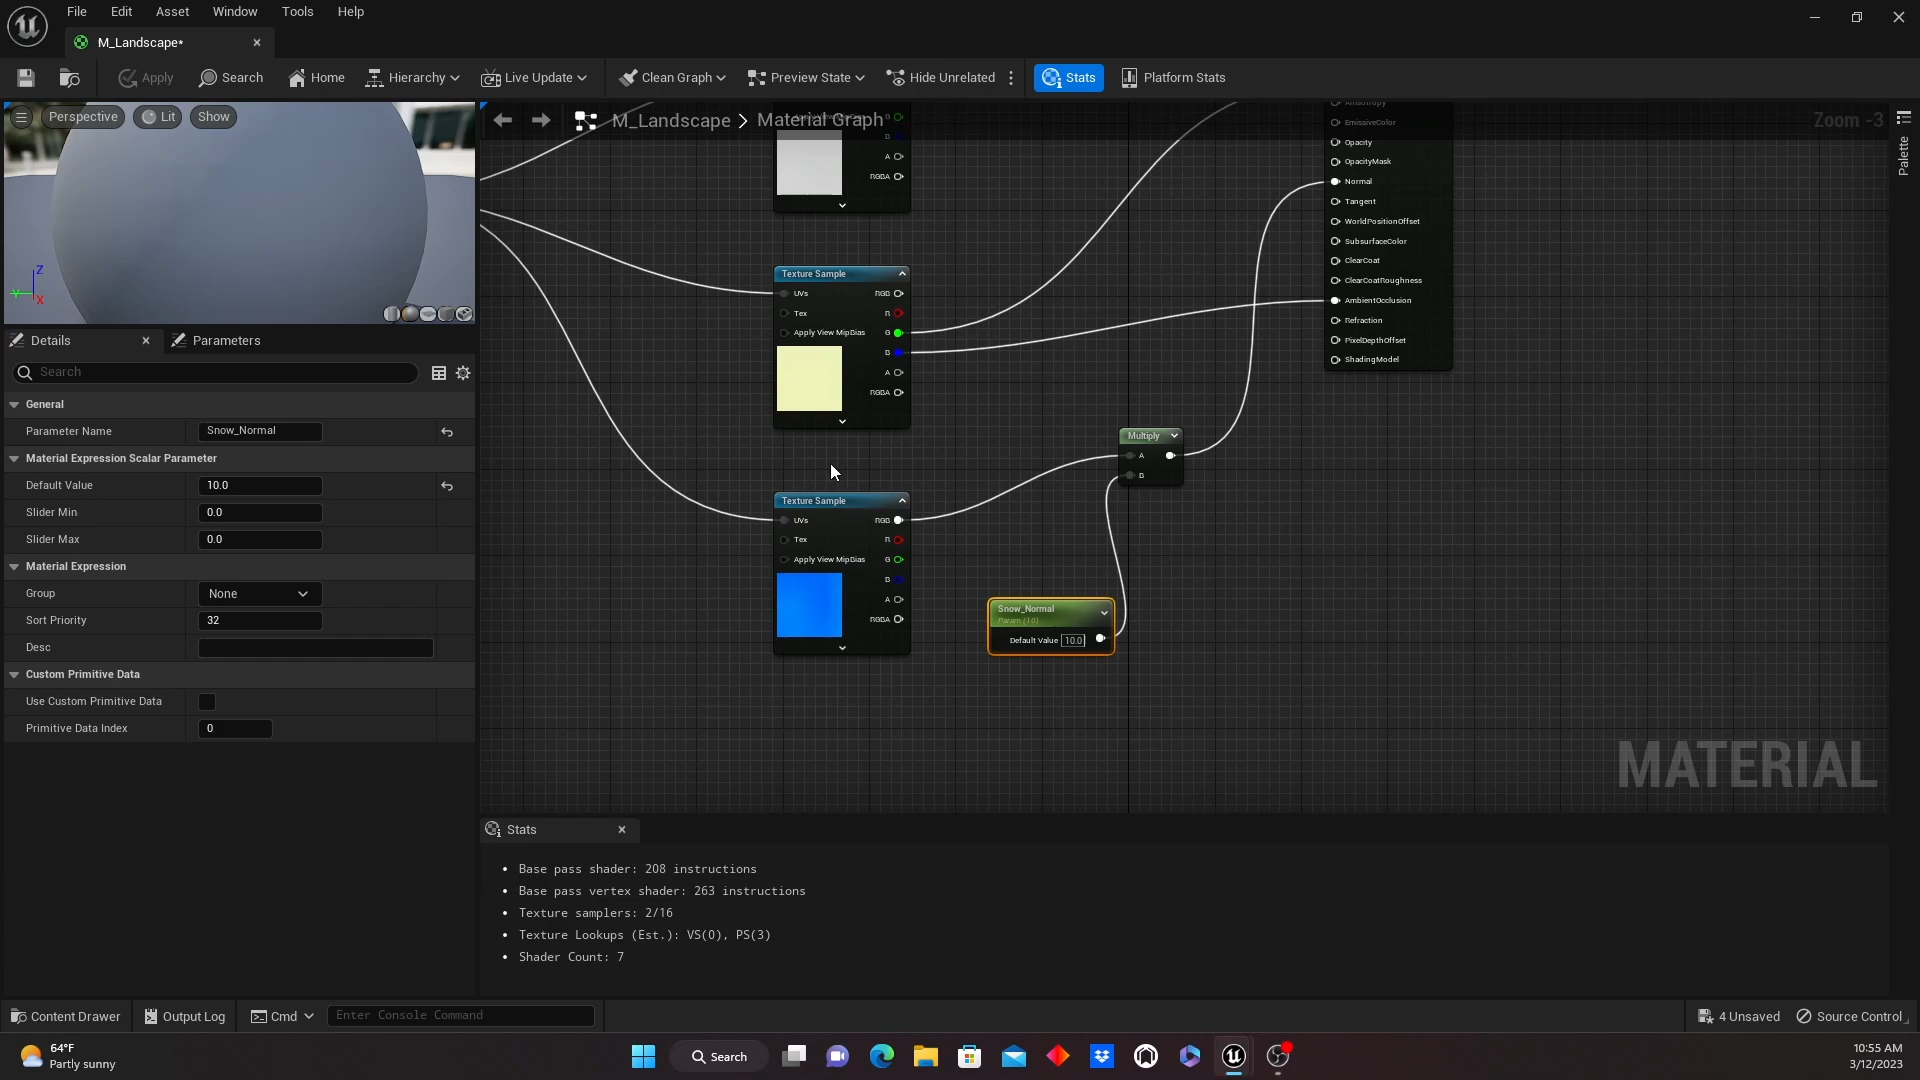 File Edit Asset Window Tools Help
M_Landscape*
Apply Search Home Hierarchy Live Update Clean Graph Preview State Hide Unrelated Stats Platform Stats
Perspective Lit Show
M_Landscape > Material Graph
Zoom -3
Palette
Z
Y
X
Details
Parameters
Search
General
Parameter Name Snow_Normal
Material Expression Scalar Parameter
Default Value 10.0
Slider Min 0.0
Slider Max 0.0
Material Expression
Group None
Sort Priority 32
Desc
Custom Primitive Data
Use Custom Primitive Data
Primitive Data Index 0
B
A
RGBA
Texture Sample
UVs RGB
Tex R
Apply View MipBias G
B
A
RGBA
Texture Sample
UVs RGB
Tex R
Apply View MipBias G
B
A
RGBA
Multiply
A
B
Snow_Normal
Param (10)
Default Value 10.0
Anisotropy
EmissiveColor
Opacity
OpacityMask
Normal
Tangent
WorldPositionOffset
SubsurfaceColor
ClearCoat
ClearCoatRoughness
AmbientOcclusion
Refraction
PixelDepthOffset
ShadingModel
MATERIAL
Stats
Base pass shader: 208 instructions
Base pass vertex shader: 263 instructions
Texture samplers: 2/16
Texture Lookups (Est.): VS(0), PS(3)
Shader Count: 7
Content Drawer Output Log Cmd Enter Console Command 4 Unsaved Source Control
64°F
Partly sunny
Search
10:55 AM
3/12/2023